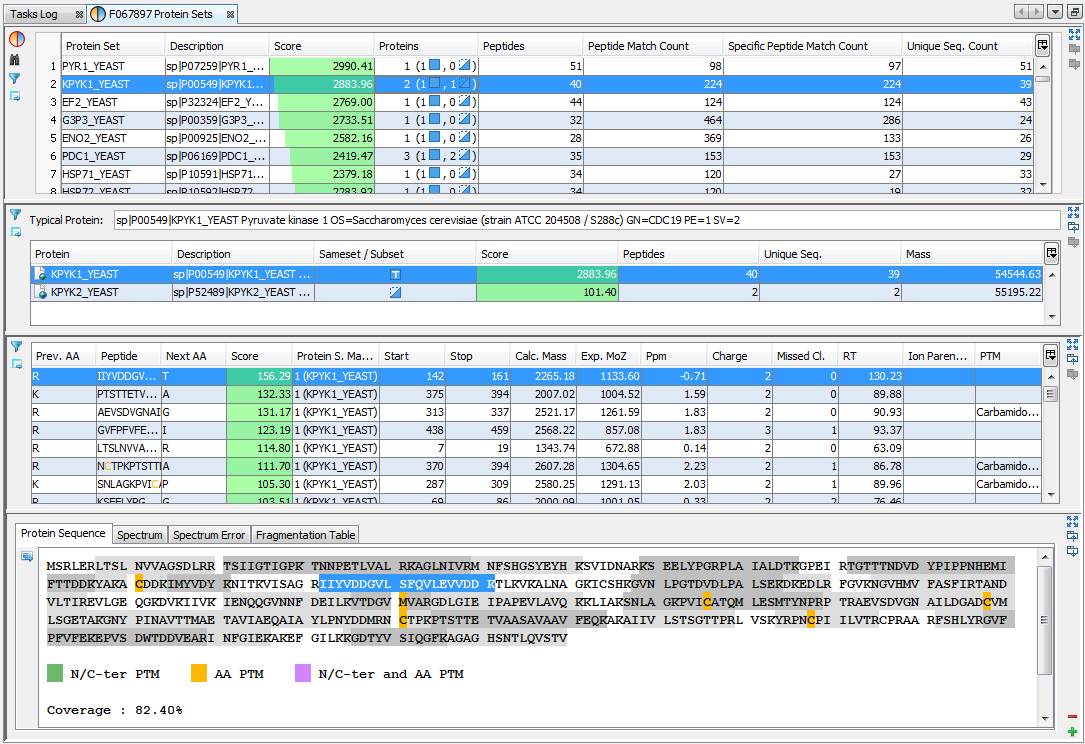 Tasks Log F067897 Protein Sets
Protein Set Description Score Proteins Peptides Peptide Match Count Specific Peptide Match Count Unique Seq. Count
1 PYR1_YEAST sp|P07259|PYR1_... 2990.41 1 (1 , 0 ) 51 98 97 51
2 KPYK1_YEAST sp|P00549|KPYK1... 2883.96 2 (1 , 1 ) 40 224 224 39
3 EF2_YEAST sp|P32324|EF2_Y... 2769.00 1 (1 , 0 ) 44 124 124 43
4 G3P3_YEAST sp|P00359|G3P3_... 2733.51 1 (1 , 0 ) 32 464 286 24
5 ENO2_YEAST sp|P00925|ENO2_... 2582.16 1 (1 , 0 ) 28 369 133 26
6 PDC1_YEAST sp|P06169|PDC1_... 2419.47 3 (1 , 2 ) 35 153 153 29
7 HSP71_YEAST sp|P10591|HSP71... 2379.18 1 (1 , 0 ) 34 120 27 33
8 HSP72_YEAST sp|P10592|HSP72... 2283.92 1 (1 , 0 ) 34 120 19 32
Typical Protein: sp|P00549|KPYK1_YEAST Pyruvate kinase 1 OS=Saccharomyces cerevisiae (strain ATCC 204508 / S288c) GN=CDC19 PE=1 SV=2
Protein Description Sameset / Subset Score Peptides Unique Seq. Mass
KPYK1_YEAST sp|P00549|KPYK1_YEAST ... T 2883.96 40 39 54544.63
KPYK2_YEAST sp|P52489|KPYK2_YEAST ... 101.40 2 2 55195.22
Prev. AA Peptide Next AA Score Protein S. Ma... Start Stop Calc. Mass Exp. MoZ Ppm Charge Missed Cl. RT Ion Paren... PTM
R IIYVDDGV... T 156.29 1 (KPYK1_YEAST) 142 161 2265.18 1133.60 -0.71 2 0 130.23
K PTSTTETV... A 132.33 1 (KPYK1_YEAST) 375 394 2007.02 1004.52 1.59 2 0 89.88
R AEVSDVGNAI G 131.17 1 (KPYK1_YEAST) 313 337 2521.17 1261.59 1.83 2 0 90.93 Carbamido...
R GVFPFVFE... I 123.19 1 (KPYK1_YEAST) 438 459 2568.22 857.08 1.83 3 1 93.37
R LTSLNVVA... R 114.80 1 (KPYK1_YEAST) 7 19 1343.74 672.88 0.14 2 0 63.09
R NCTPKPTSTTI A 111.70 1 (KPYK1_YEAST) 370 394 2607.28 1304.65 2.23 2 1 86.78 Carbamido...
K SNLAGKPVICA P 105.30 1 (KPYK1_YEAST) 287 309 2580.25 1291.13 2.03 2 1 89.96 Carbamido...
R KSEELYPG... G 103.51 1 (KPYK1_YEAST) 69 86 2000.09 1001.05 0.33 2 2 76.46
Protein Sequence Spectrum Spectrum Error Fragmentation Table
MSRLERLTSL NVVAGSDLRR TSIIGTIGPK TNNPETLVAL RKAGLNIVRM NFSHGSYEYH KSVIDNARKS EELYPGRPLA IALDTKGPEI RTGTTTNDVD YPIPPNHEMI
FTTDDKYAKA CDDKIMYVDY KNITKVISAG RIIYVDDGVLS FQVLEVVDDK TLKVKALNAG KICSHKGVN LPGTDVDLPA LSEKDKEDLR FGVKNGVHMV FASFIRTAND
VLTIREVLGE QGKDVKIIVK IENQQGVNNF DEILKVTDGV MVARGDLGIE IPAPEVLAVQ KKLIAKSNLA GKPVICATQM LESMTYNPRP TRAEVSDVGN AILDGADCVM
LSGETAKGNY PINAVTTMAE TAVIAEQAIA YLPNYDDMRN CTPKPTSTTE TVAASAVAAV FEQKAKAIIV LSTSGTTPRL VSKYRPNCPI ILVTRCPRAA RFSHLYRGVF
PFVFEKEPVS DWTDDVEARI NFGIEKAKEF GILKKGDTYV SIQGFKAGAG HSNTLQVSTV
N/C-ter PTM AA PTM N/C-ter and AA PTM
Coverage : 82.40%